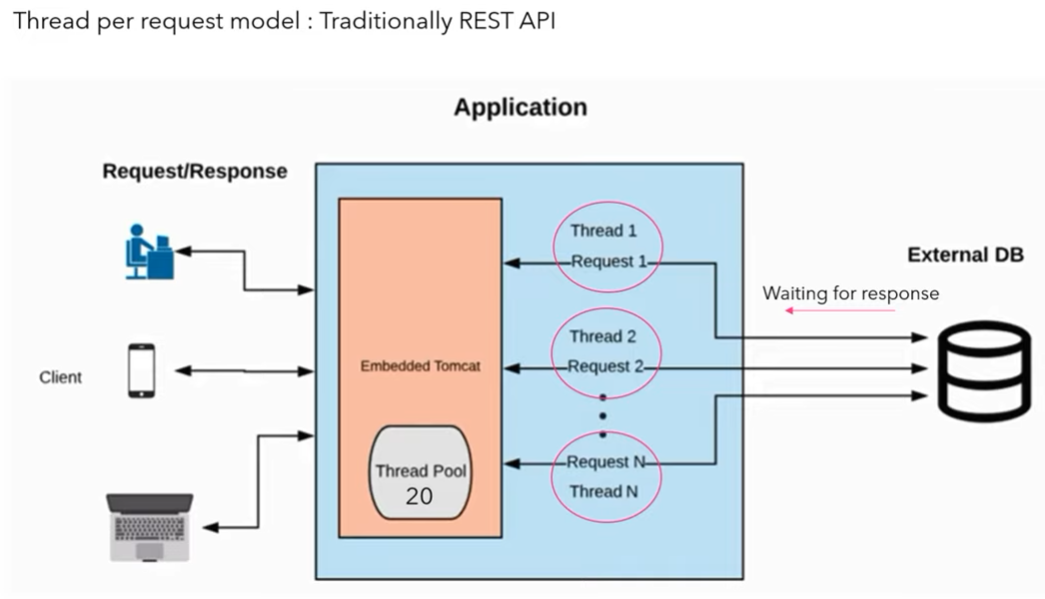 Thread per request model : Traditionally REST API
Application
Request/Response
Thread 1
Request 1
External DB
Waiting for response
Thread 2
Request 2
Embedded Tomcat
Client
Request N
Thread N
Thread Pool
20